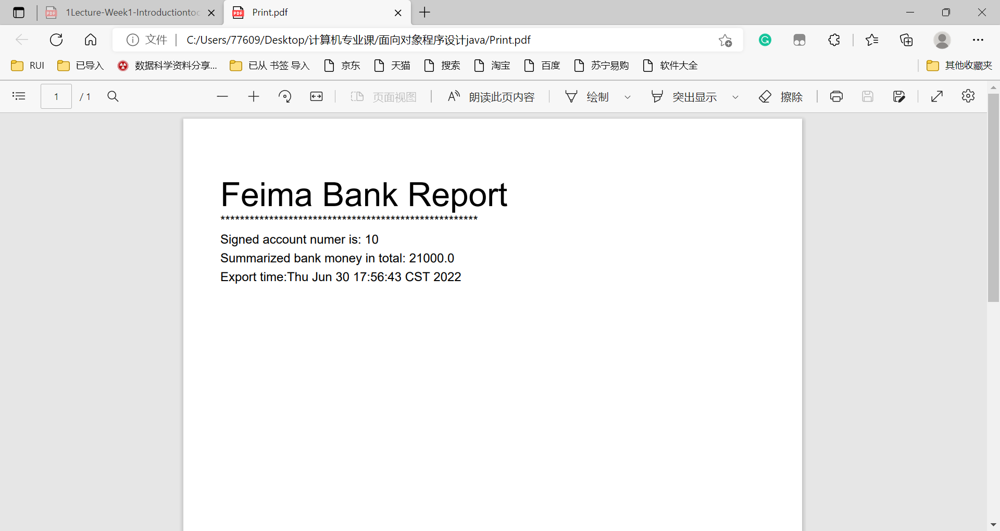 1Lecture-Week1-Introductiontoc
Print.pdf
文件
C:/Users/77609/Desktop/计算机专业课/面向对象程序设计java/Print.pdf
RUI
已导入
数据科学资料分享...
已从 书签 导入
京东
天猫
搜索
淘宝
百度
苏宁易购
软件大全
其他收藏夹
1
/ 1
页面视图
朗读此页内容
绘制
突出显示
擦除
Feima Bank Report
*****************************************************
Signed account numer is: 10
Summarized bank money in total: 21000.0
Export time:Thu Jun 30 17:56:43 CST 2022